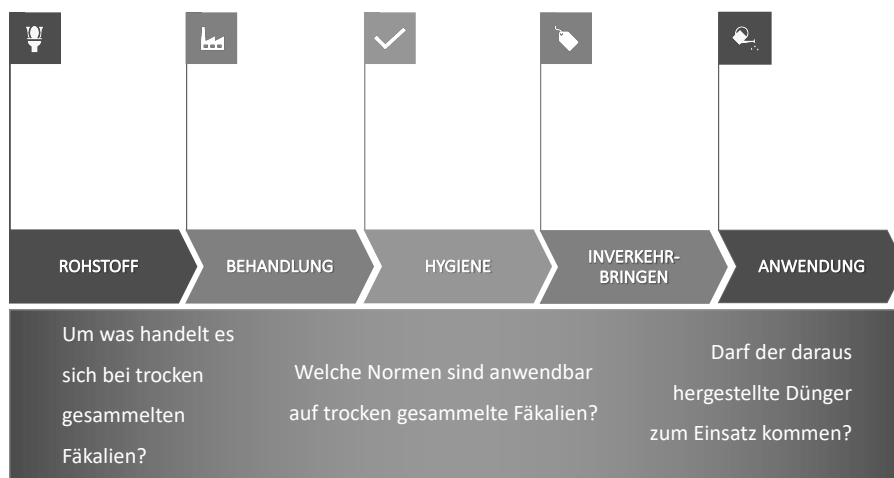 ROHSTOFF
BEHANDLUNG
HYGIENE
INVERKEHR-
BRINGEN
ANWENDUNG
Um was handelt es
sich bei trocken
gesammelten
Fäkalien?
Welche Normen sind anwendbar
auf trocken gesammelte Fäkalien?
Darf der daraus
hergestellte Dünger
zum Einsatz kommen?